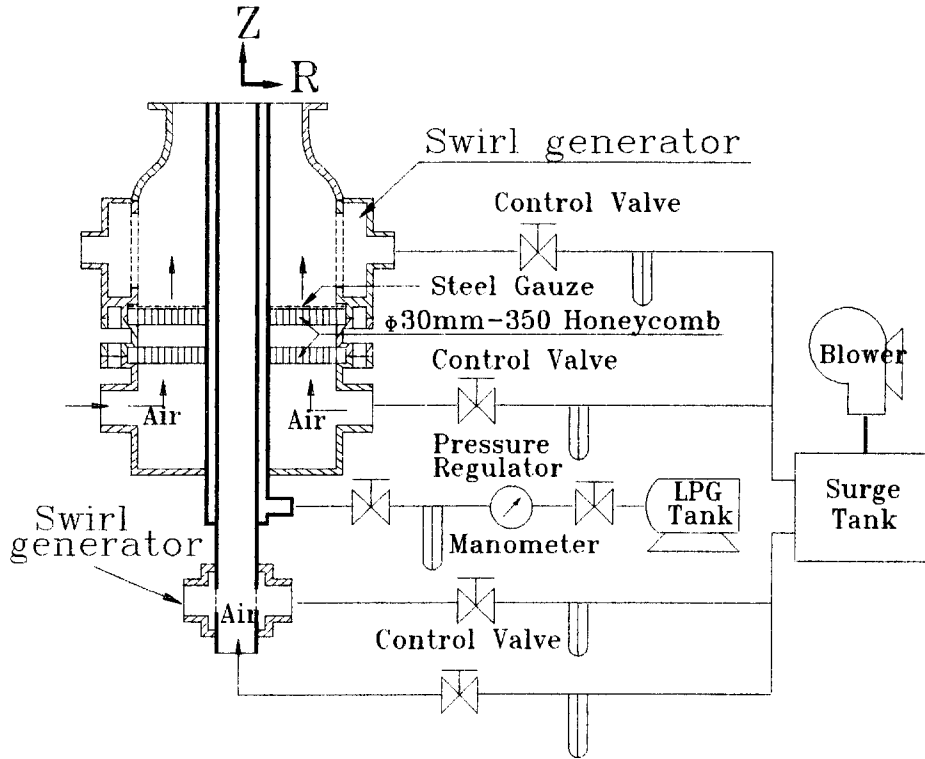 Z
R
Swirl generator
Control Valve
Steel Gauze
φ30mm-350 Honeycomb
Control Valve
Blower
Air
Air
Pressure
Regulator
LPG
Tank
Surge
Tank
Swirl
generator
Manometer
Air
Control Valve